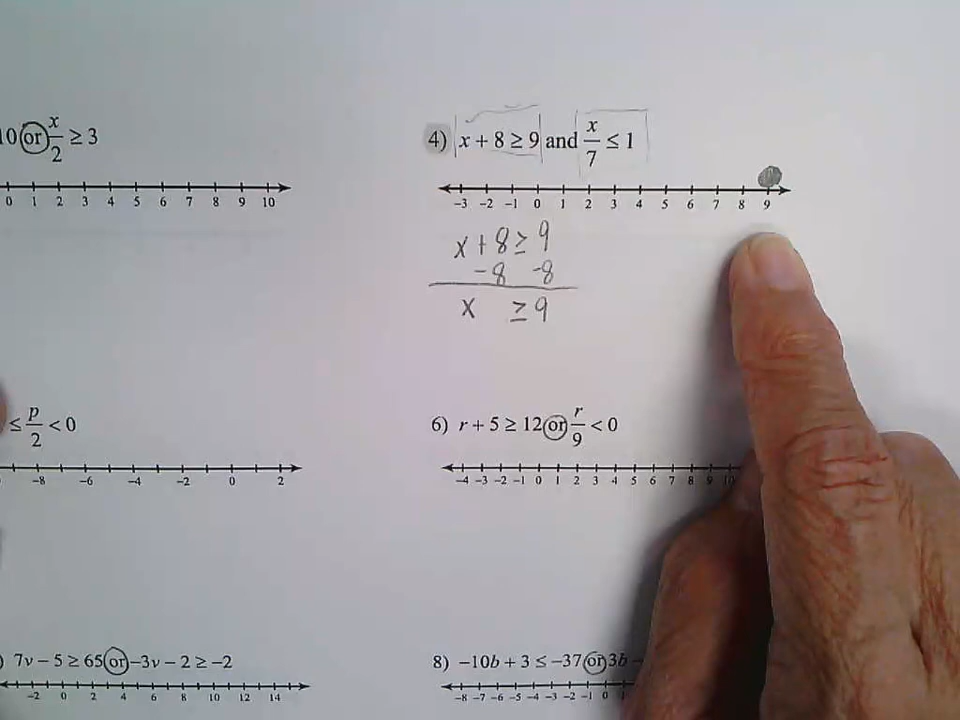 10 or x/2 ≥ 3
0 1 2 3 4 5 6 7 8 9 10
4) x + 8 ≥ 9 and x/7 ≤ 1
-3 -2 -1 0 1 2 3 4 5 6 7 8 9
x + 8 ≥ 9
-8 -8
x ≥ 9
≤ p/2 < 0
-8 -6 -4 -2 0 2
6) r + 5 ≥ 12 or r/9 < 0
-4 -3 -2 -1 0 1 2 3 4 5 6 7 8 9 10
) 7v − 5 ≥ 65 or −3v − 2 ≥ −2
-2 0 2 4 6 8 10 12 14
8) −10b + 3 ≤ −37 or 3b −
-8 -7 -6 -5 -4 -3 -2 -1 0 1